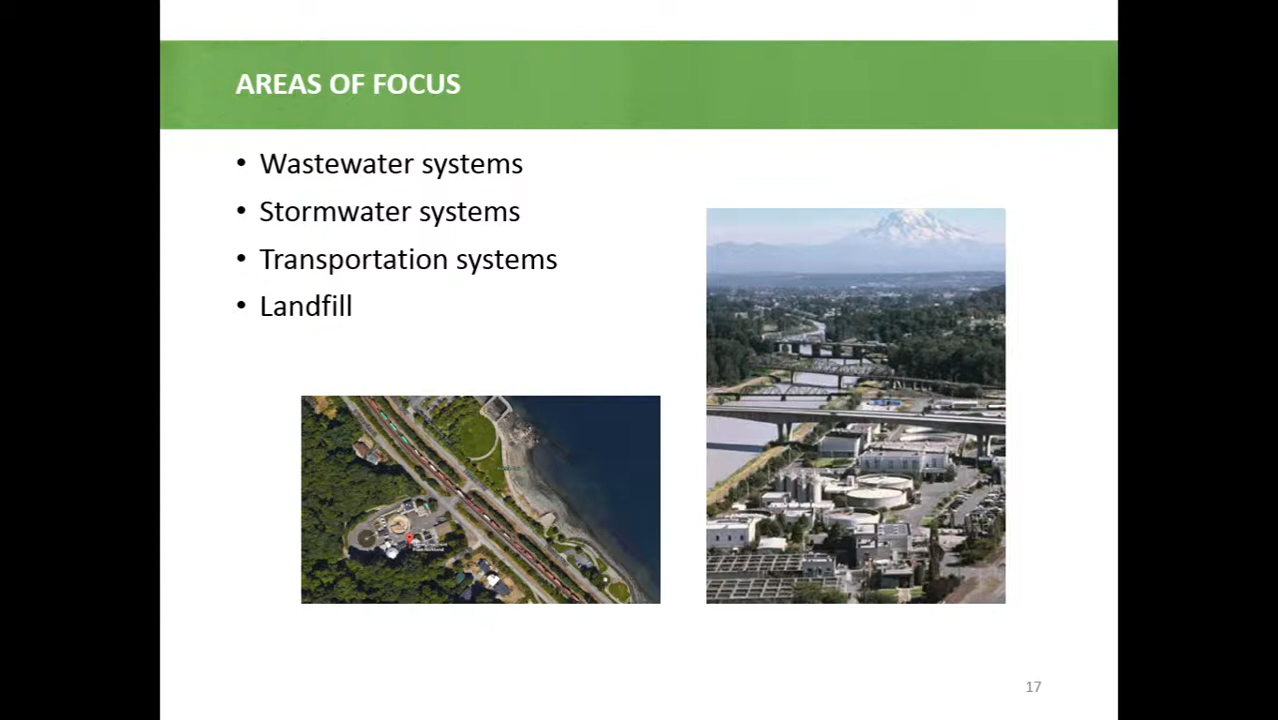 AREAS OF FOCUS
• Wastewater systems
• Stormwater systems
• Transportation systems
• Landfill
17